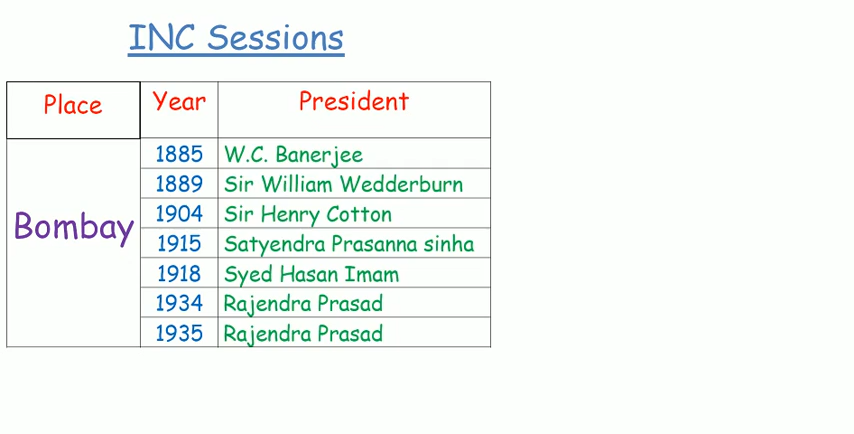 INC Sessions
Place Year President
Bombay
1885 W.C. Banerjee
1889 Sir William Wedderburn
1904 Sir Henry Cotton
1915 Satyendra Prasanna sinha
1918 Syed Hasan Imam
1934 Rajendra Prasad
1935 Rajendra Prasad